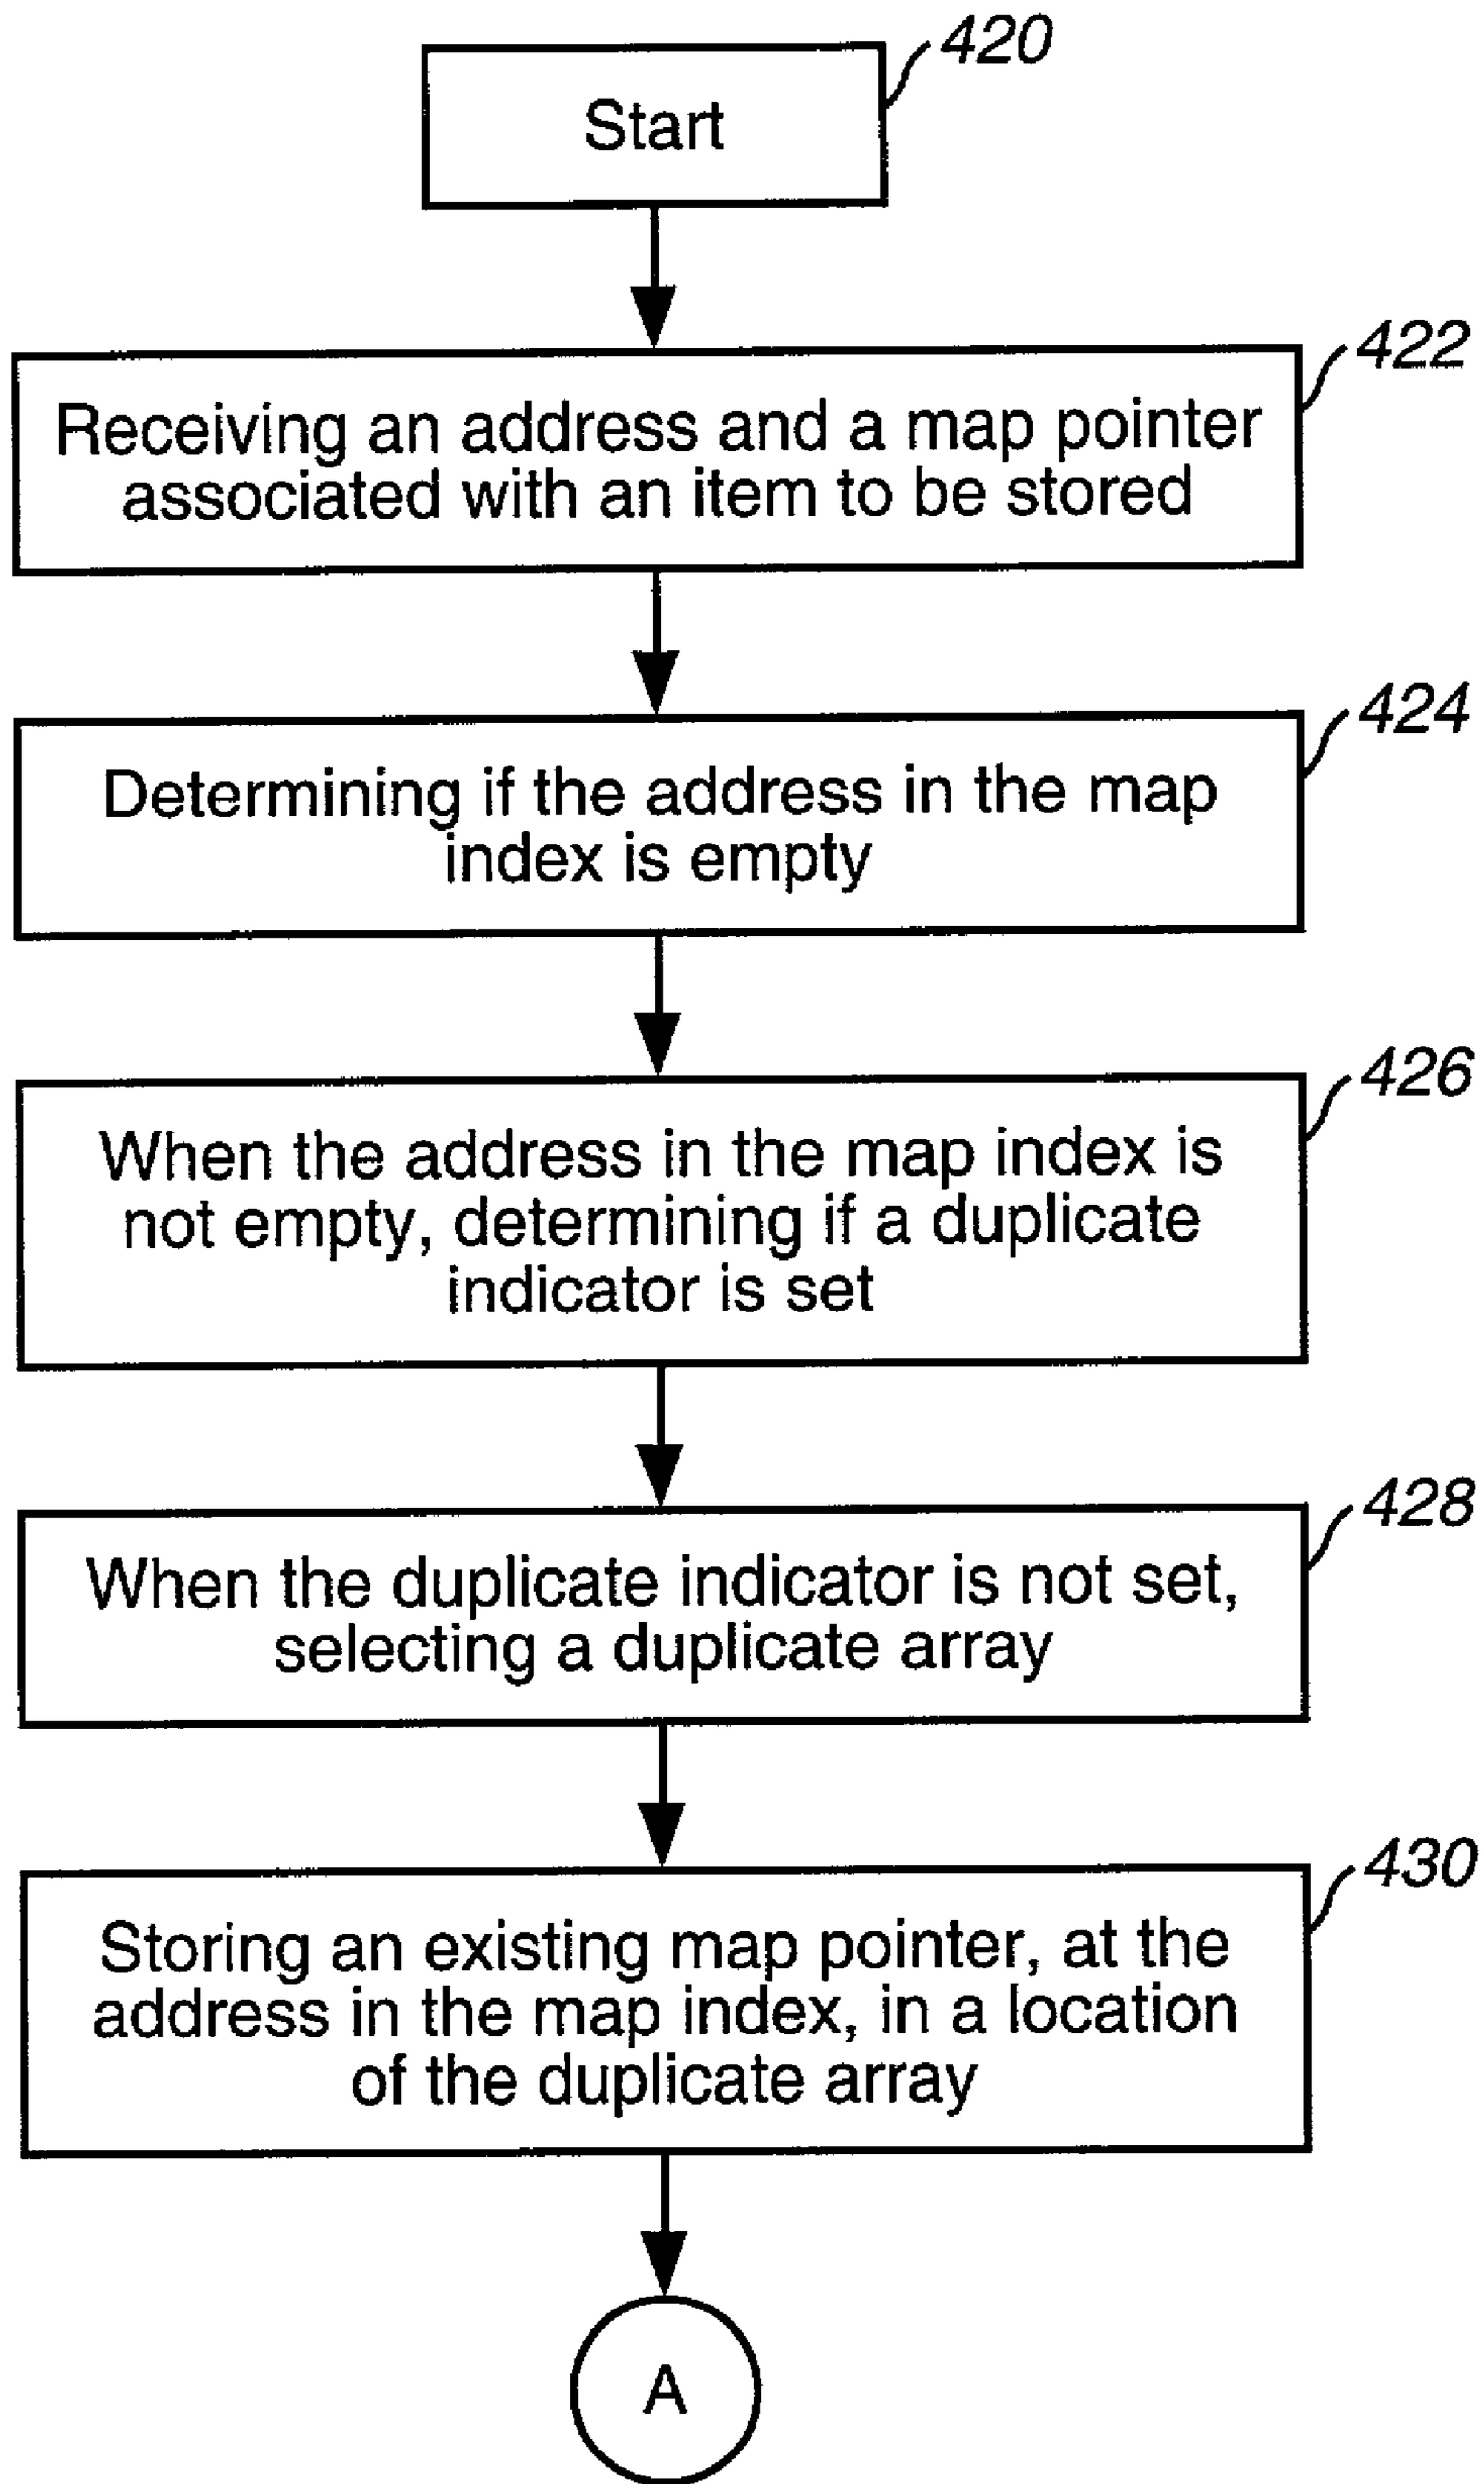 420
Start
422
Receiving an address and a map pointer
associated with an item to be stored
424
Determining if the address in the map
index is empty
426
When the address in the map index is
not empty, determining if a duplicate
indicator is set
428
When the duplicate indicator is not set,
selecting a duplicate array
430
Storing an existing map pointer, at the
address in the map index, in a location
of the duplicate array
A